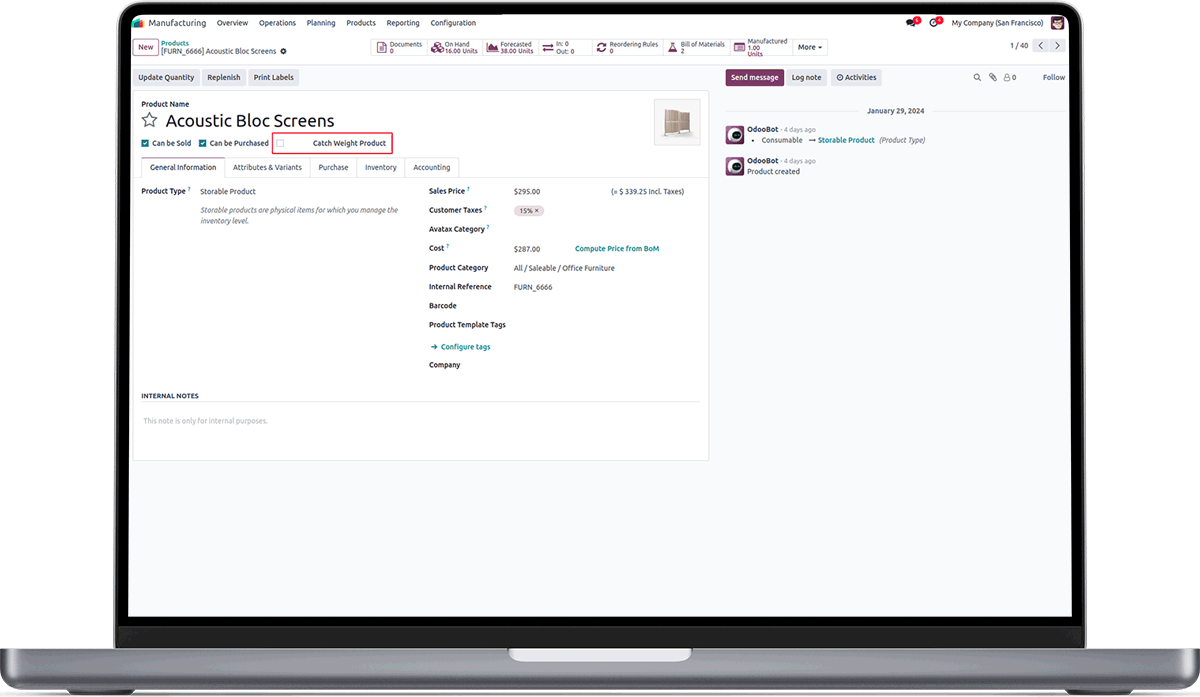 Manufacturing Overview Operations Planning Products Reporting Configuration
5 4 My Company (San Francisco)
New Products
[FURN_6666] Acoustic Bloc Screens
Documents 0
On Hand 16.00 Units
Forecasted 38.00 Units
In: 0
Out: 0
Reordering Rules 0
Bill of Materials 2
Manufactured 1.00 Units
More
1 / 40
Update Quantity Replenish Print Labels
Send message Log note Activities 0 Follow
Product Name
Acoustic Bloc Screens
Can be Sold Can be Purchased Catch Weight Product
General Information Attributes & Variants Purchase Inventory Accounting
Product Type ? Storable Product
Storable products are physical items for which you manage the
inventory level.
Sales Price ? $295.00 (= $ 339.25 Incl. Taxes)
Customer Taxes ? 15% ×
Avatax Category ?
Cost ? $287.00 Compute Price from BoM
Product Category All / Saleable / Office Furniture
Internal Reference FURN_6666
Barcode
Product Template Tags
Configure tags
Company
INTERNAL NOTES
This note is only for internal purposes.
January 29, 2024
OdooBot - 4 days ago
• Consumable → Storable Product (Product Type)
OdooBot - 4 days ago
Product created